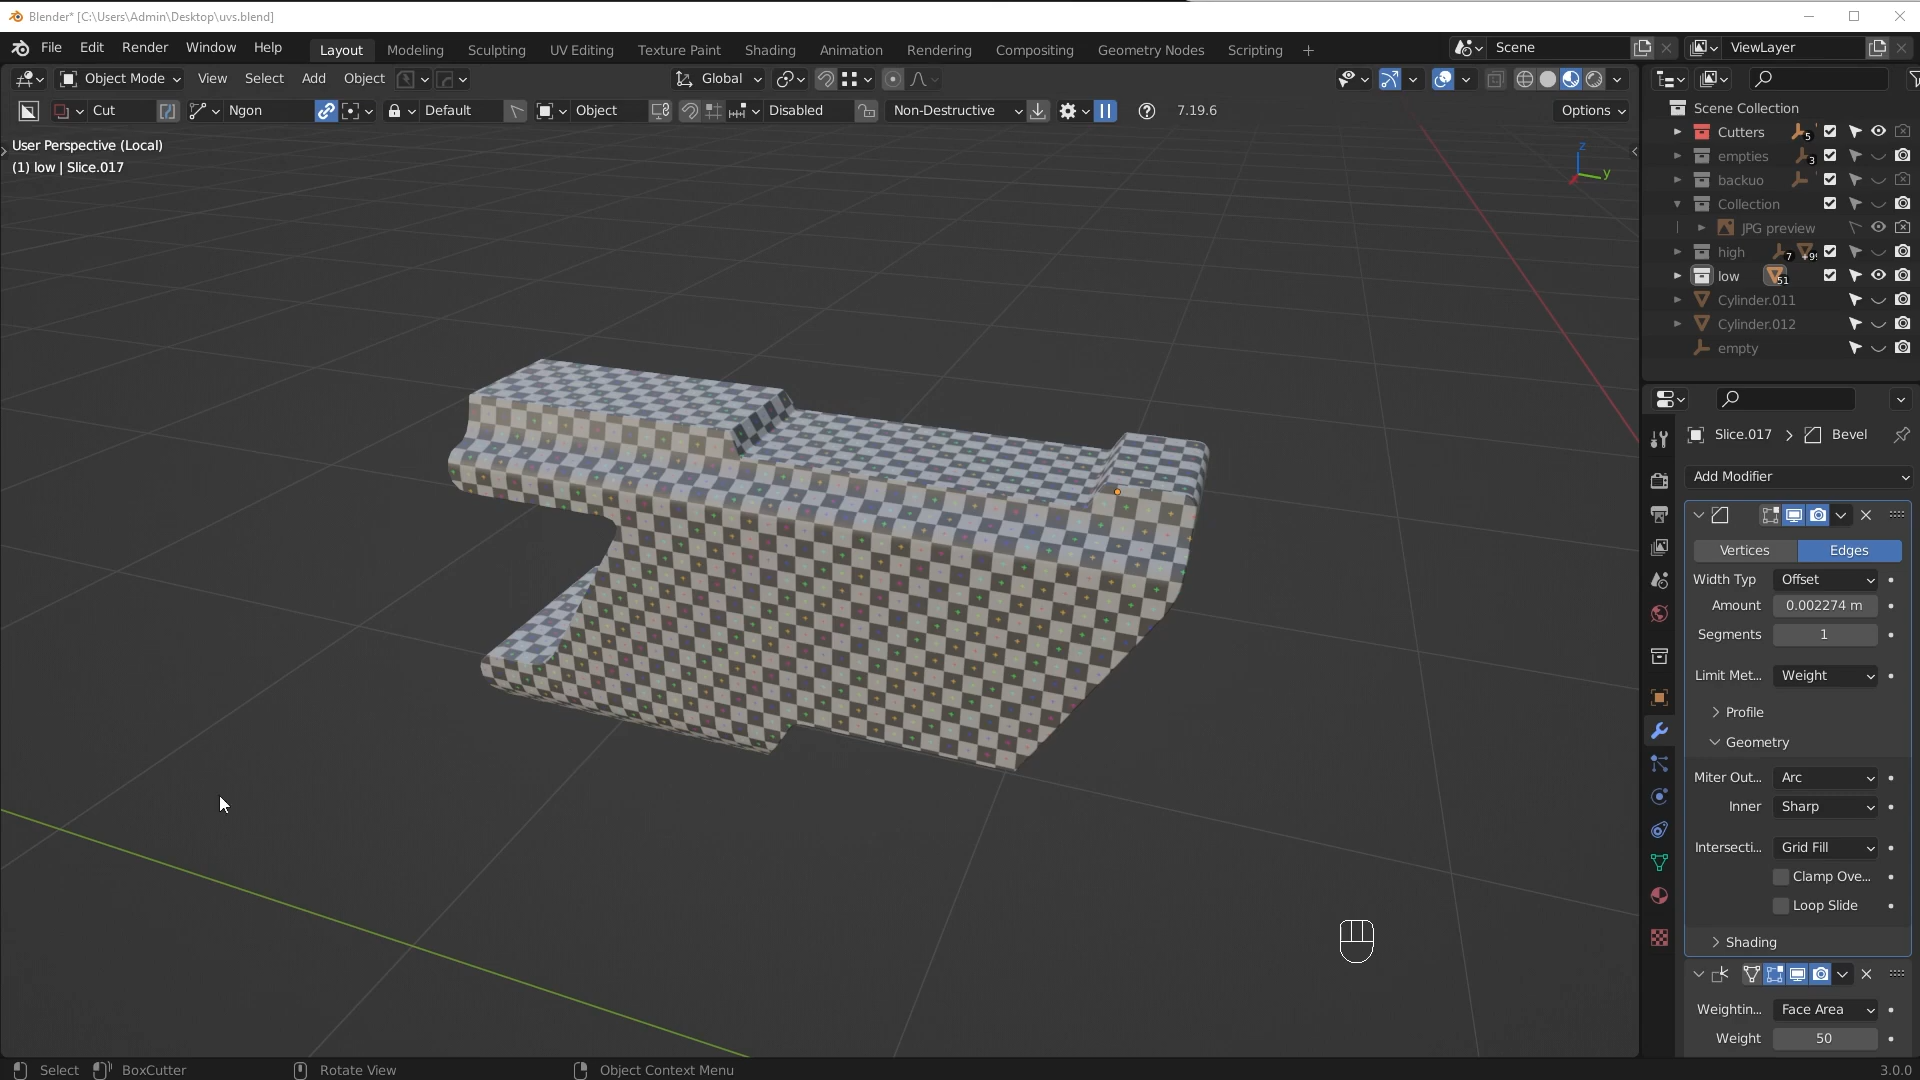 Blender* [C:\Users\Admin\Desktop\uvs.blend]
File Edit Render Window Help Layout Modeling Sculpting UV Editing Texture Paint Shading Animation Rendering Compositing Geometry Nodes Scripting + Scene ViewLayer
Object Mode View Select Add Object Global
Cut Ngon Default Object Disabled Non-Destructive 7.19.6 Options
User Perspective (Local)
(1) low | Slice.017
z
y
Scene Collection
Cutters 5
empties 3
backuo
Collection
JPG preview
high 7
low 51
Cylinder.011
Cylinder.012
empty
Slice.017 > Bevel
Add Modifier
Vertices Edges
Width Typ Offset
Amount 0.002274 m
Segments 1
Limit Met... Weight
Profile
Geometry
Miter Out... Arc
Inner Sharp
Intersecti... Grid Fill
Clamp Ove...
Loop Slide
Shading
Weightin... Face Area
Weight 50
Select BoxCutter Rotate View Object Context Menu 3.0.0